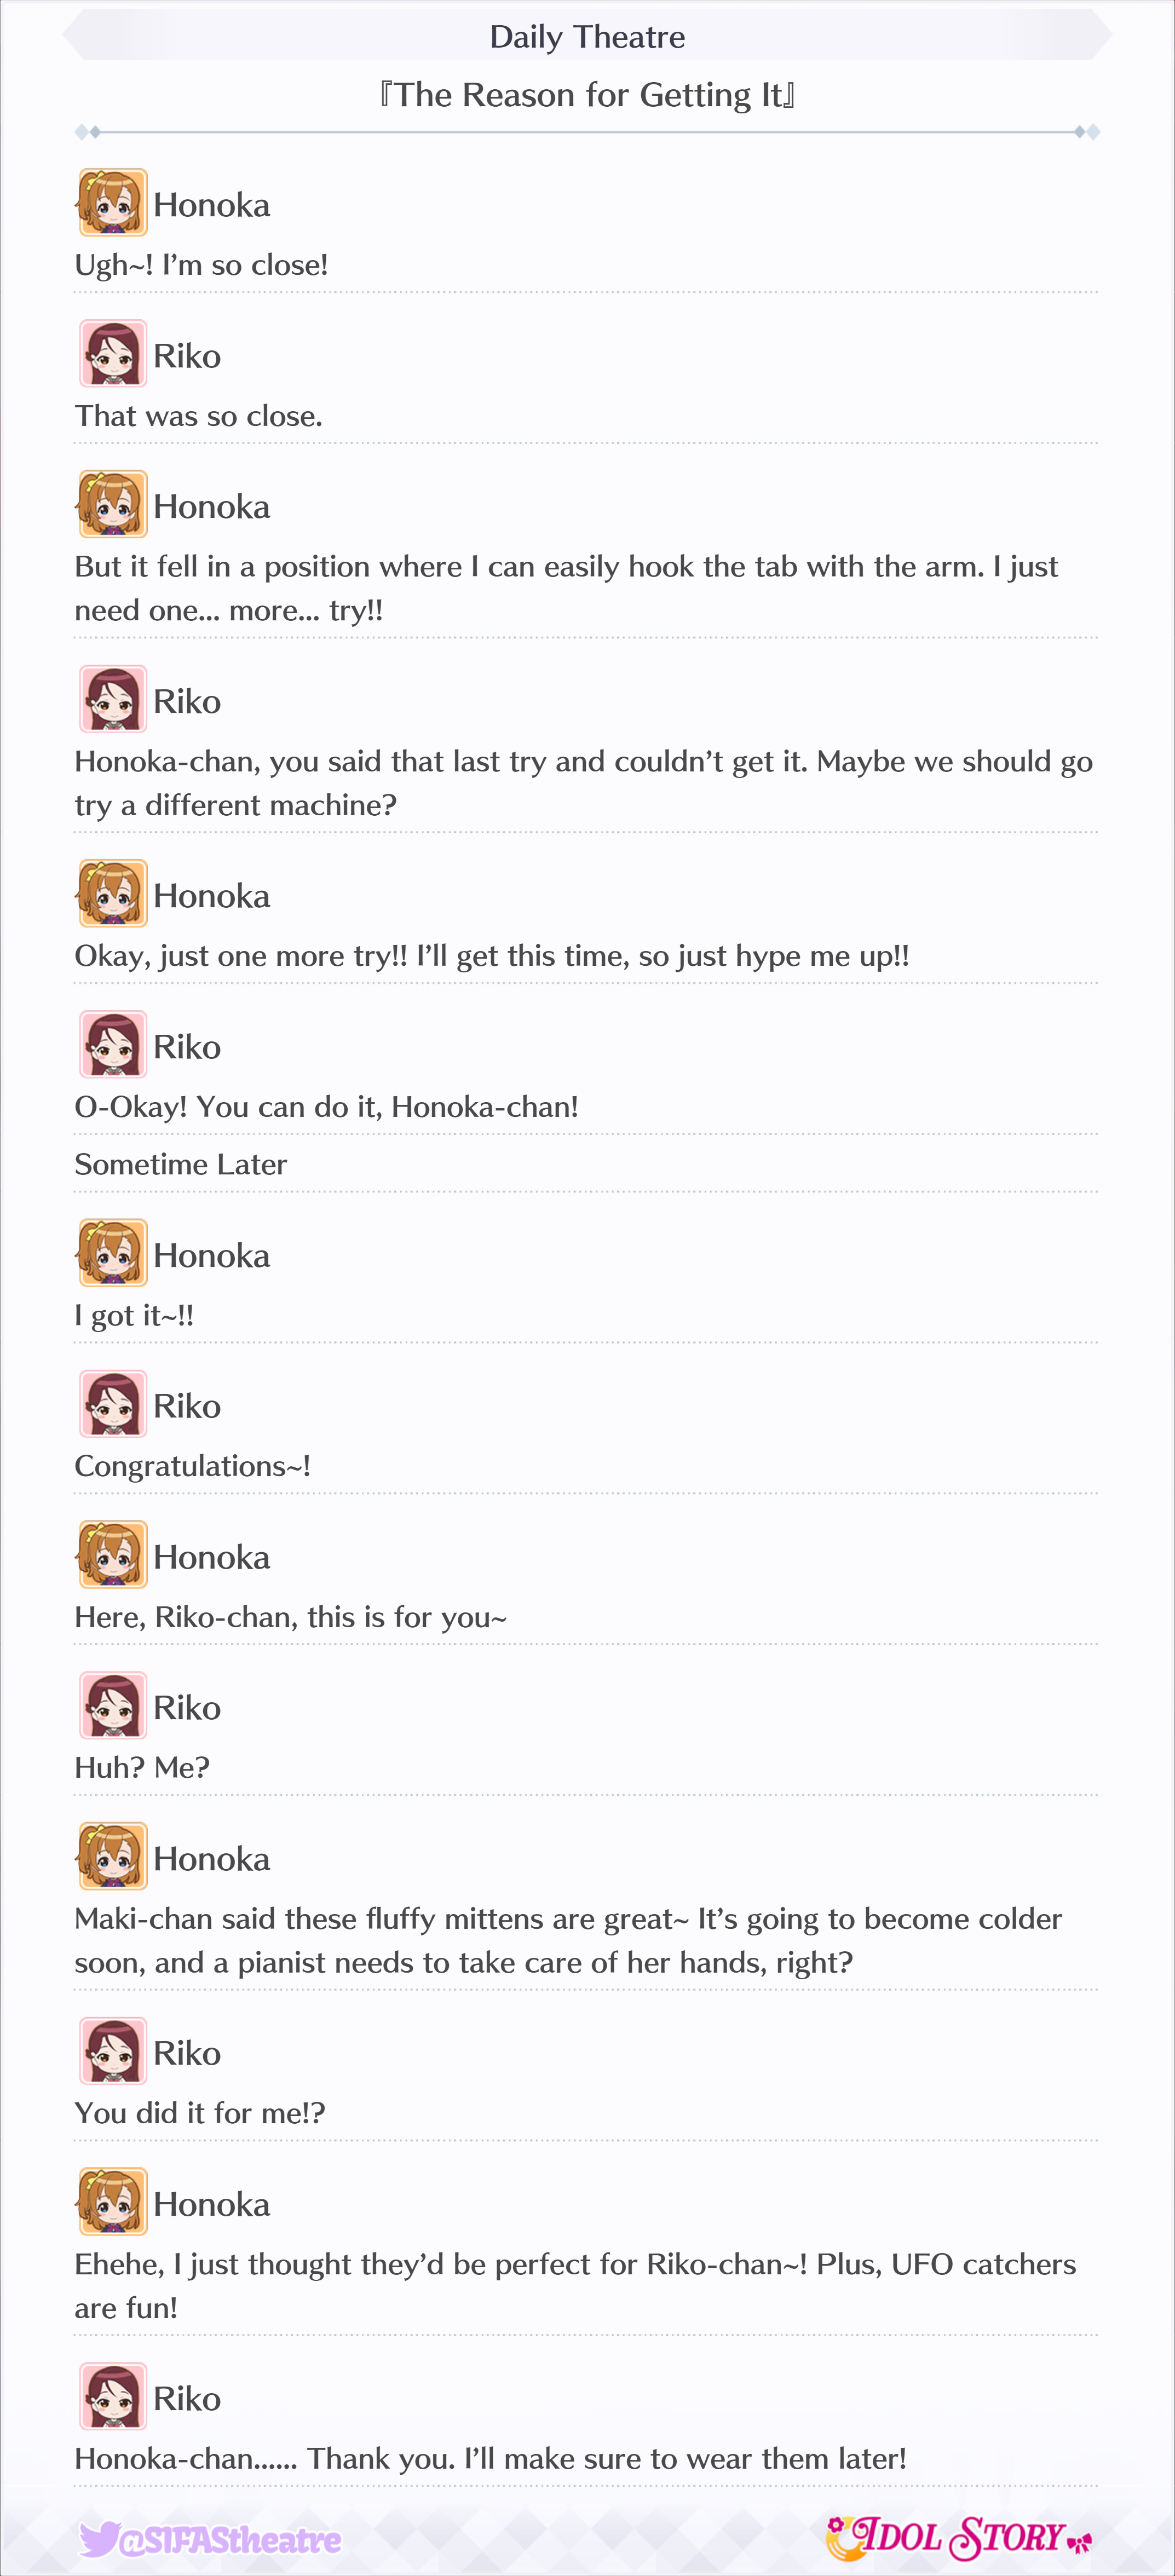 Daily Theatre
『The Reason for Getting It』
Honoka
Ugh~! I’m so close!
Riko
That was so close.
Honoka
But it fell in a position where I can easily hook the tab with the arm. I just
need one... more... try!!
Riko
Honoka-chan, you said that last try and couldn’t get it. Maybe we should go
try a different machine?
Honoka
Okay, just one more try!! I’ll get this time, so just hype me up!!
Riko
O-Okay! You can do it, Honoka-chan!
Sometime Later
Honoka
I got it~!!
Riko
Congratulations~!
Honoka
Here, Riko-chan, this is for you~
Riko
Huh? Me?
Honoka
Maki-chan said these fluffy mittens are great~ It’s going to become colder
soon, and a pianist needs to take care of her hands, right?
Riko
You did it for me!?
Honoka
Ehehe, I just thought they’d be perfect for Riko-chan~! Plus, UFO catchers
are fun!
Riko
Honoka-chan...... Thank you. I’ll make sure to wear them later!
@SIFAStheatre
IDOL STORY